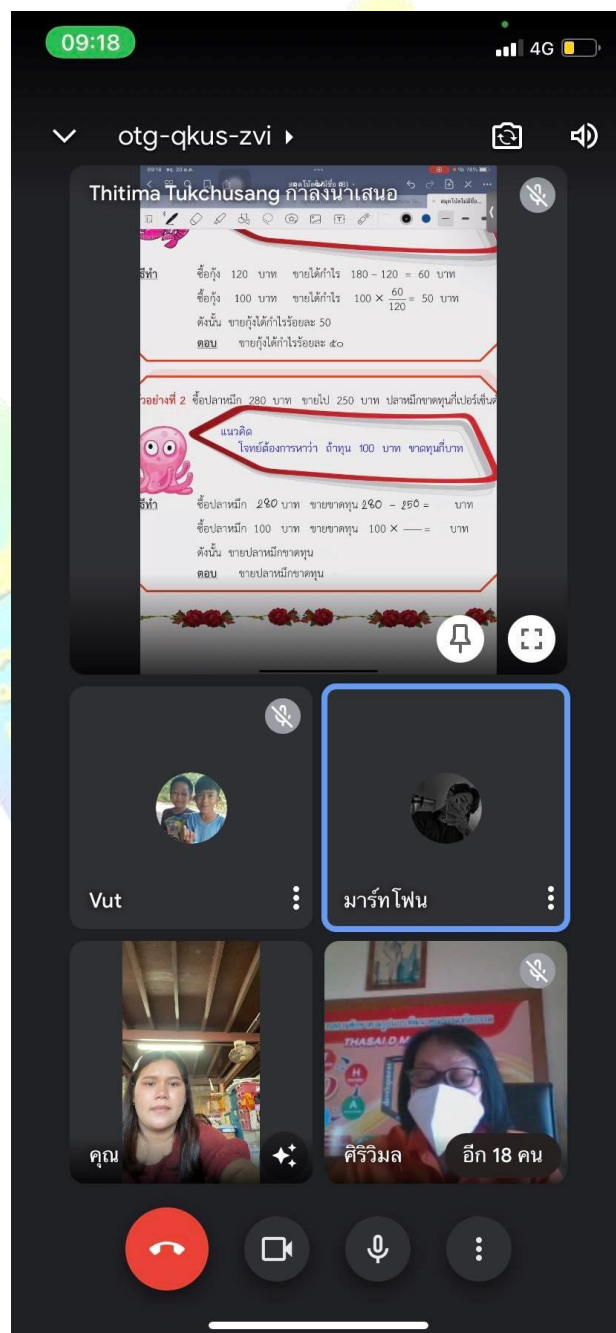 09:18
4G
otg-qkus-zvi
Thitima Tukchusang กำลังนำเสนอ
ธีทำ ซื้อกุ้ง 120 บาท ขายได้กำไร 180 – 120 = 60 บาท
ซื้อกุ้ง 100 บาท ขายได้กำไร 100 × 60/120 = 50 บาท
ดังนั้น ขายกุ้งได้กำไรร้อยละ 50
ตอบ ขายกุ้งได้กำไรร้อยละ ๕๐
วอย่างที่ 2 ซื้อปลาหมึก 280 บาท ขายไป 250 บาท ปลาหมึกขาดทุนกี่เปอร์เซ็นต์
แนวคิด
โจทย์ต้องการหาว่า ถ้าทุน 100 บาท ขาดทุนกี่บาท
ธีทำ ซื้อปลาหมึก 280 บาท ขายขาดทุน 280 – 250 = บาท
ซื้อปลาหมึก 100 บาท ขายขาดทุน 100 × — = บาท
ดังนั้น ขายปลาหมึกขาดทุน
ตอบ ขายปลาหมึกขาดทุน
Vut
มาร์ทโฟน
THASALA
คุณ
ศิริวิมล
อีก 18 คน